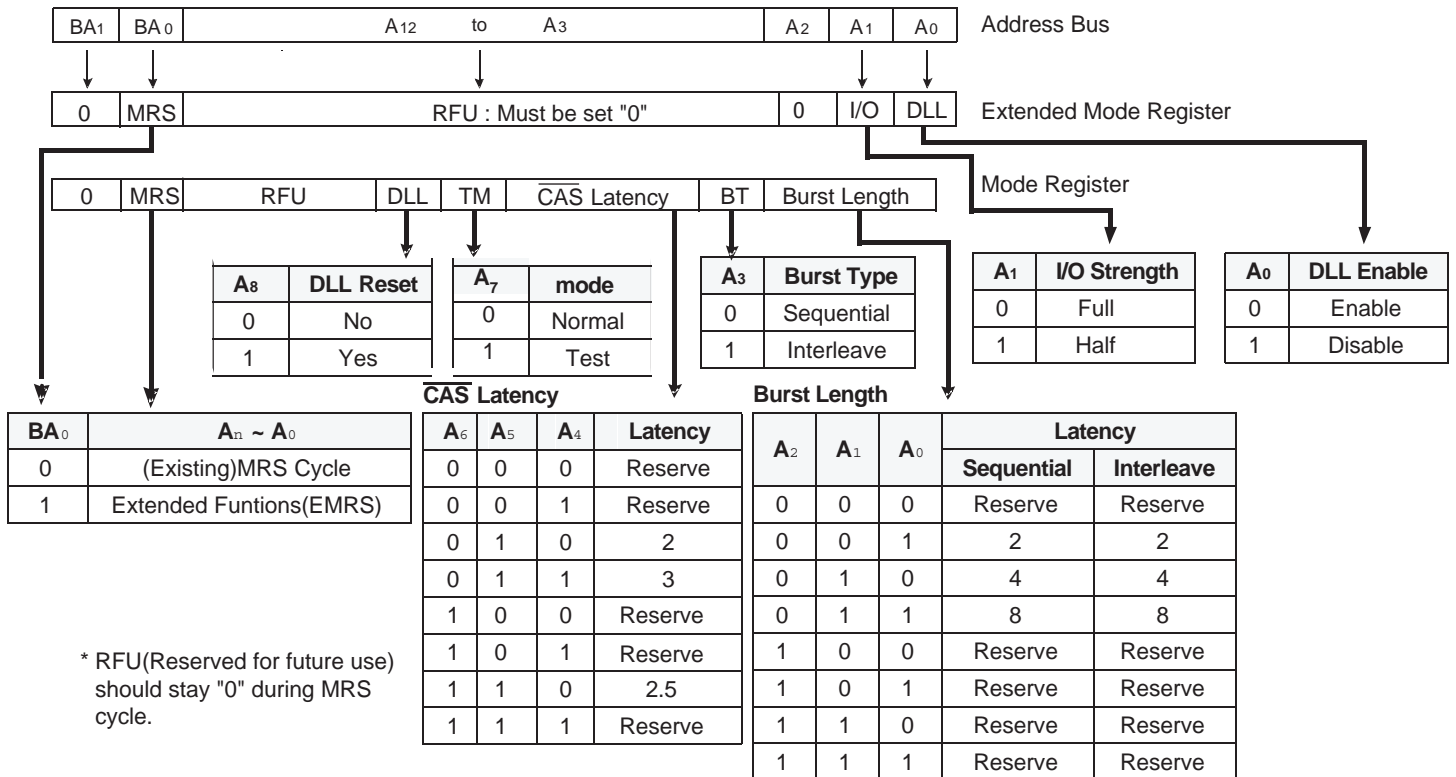 BA1 BA0 A12 to A3 A2 A1 A0 Address Bus
0 MRS RFU : Must be set "0" 0 I/O DLL Extended Mode Register
Mode Register
0 MRS RFU DLL TM CAS Latency BT Burst Length
A8 DLL Reset
0 No
1 Yes
A7 mode
0 Normal
1 Test
A3 Burst Type
0 Sequential
1 Interleave
A1 I/O Strength
0 Full
1 Half
A0 DLL Enable
0 Enable
1 Disable
BA0 An ~ A0
0 (Existing)MRS Cycle
1 Extended Funtions(EMRS)
* RFU(Reserved for future use)
should stay "0" during MRS
cycle.
CAS Latency
A6 A5 A4 Latency
0 0 0 Reserve
0 0 1 Reserve
0 1 0 2
0 1 1 3
1 0 0 Reserve
1 0 1 Reserve
1 1 0 2.5
1 1 1 Reserve
Burst Length
A2 A1 A0 Latency
Sequential Interleave
0 0 0 Reserve Reserve
0 0 1 2 2
0 1 0 4 4
0 1 1 8 8
1 0 0 Reserve Reserve
1 0 1 Reserve Reserve
1 1 0 Reserve Reserve
1 1 1 Reserve Reserve